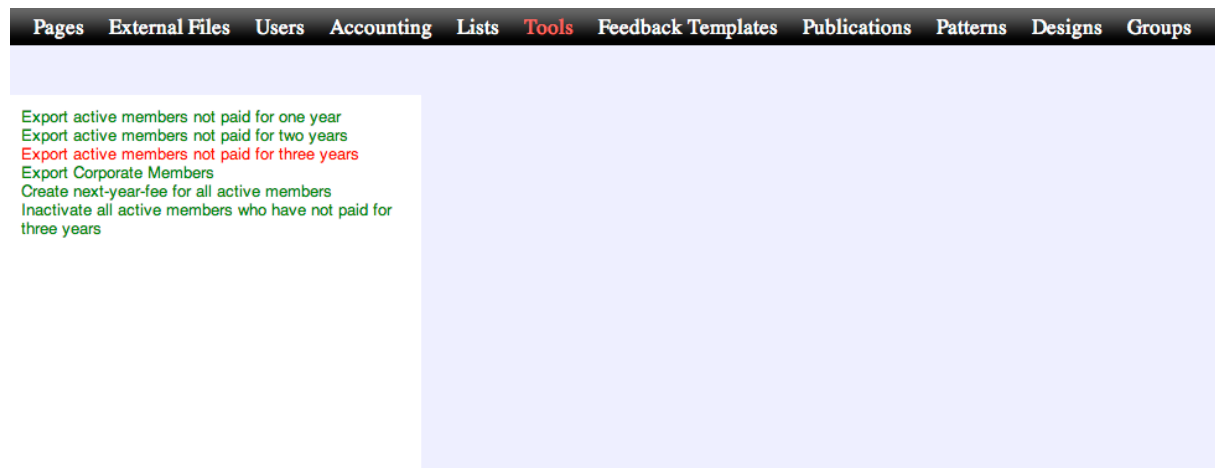 Pages External Files Users Accounting Lists Tools Feedback Templates Publications Patterns Designs Groups
Export active members not paid for one year
Export active members not paid for two years
Export active members not paid for three years
Export Corporate Members
Create next-year-fee for all active members
Inactivate all active members who have not paid for
three years